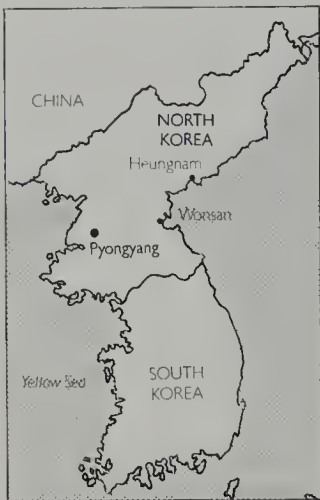 CHINA
NORTH
KOREA
Heungnam
Wonsan
Pyongyang
Yellow Sea
SOUTH
KOREA